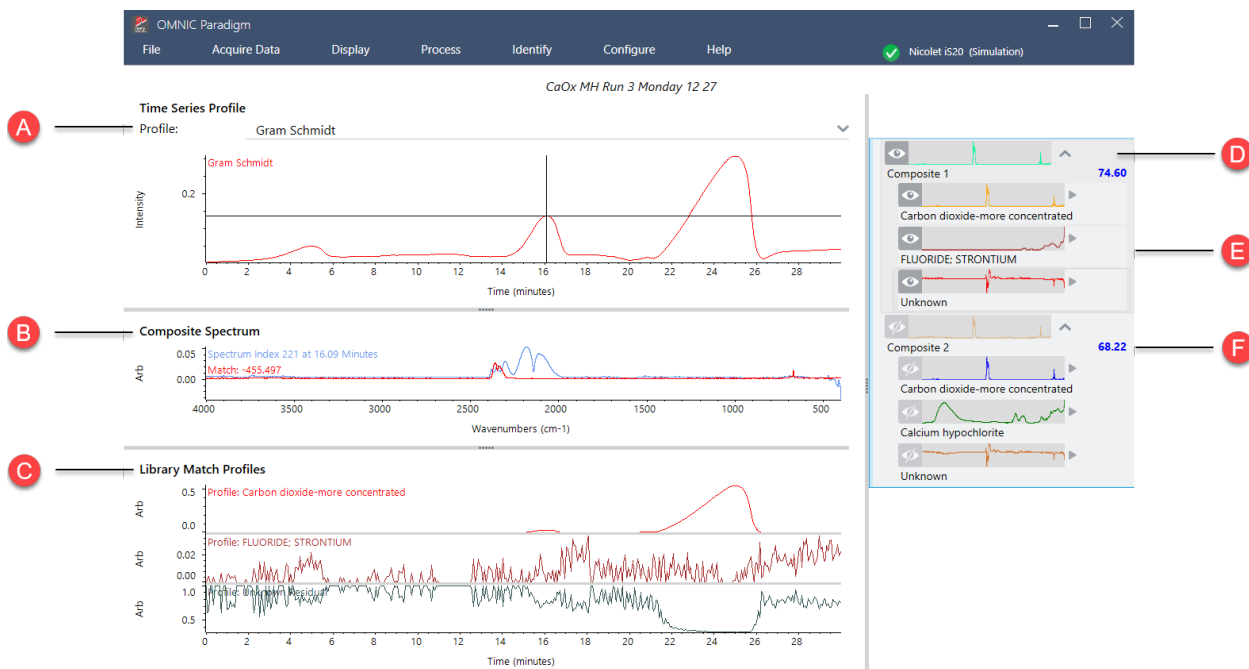 OMNIC Paradigm
File Acquire Data Display Process Identify Configure Help Nicolet iS20 (Simulation)
CaOx MH Run 3 Monday 12 27
Time Series Profile
A
Profile: Gram Schmidt
Gram Schmidt
0.2
Intensity
0 2 4 6 8 10 12 14 16 18 20 22 24 26 28
Time (minutes)
B
Composite Spectrum
Spectrum Index 221 at 16.09 Minutes
Match: -455.497
0.05
0.00
Arb
4000 3500 3000 2500 2000 1500 1000 500
Wavenumbers (cm-1)
C
Library Match Profiles
Profile: Carbon dioxide-more concentrated
0.5
0.0
Arb
Profile: FLUORIDE; STRONTIUM
0.02
0.00
Arb
Profile: Unknown Residual
1.0
0.5
Arb
0 2 4 6 8 10 12 14 16 18 20 22 24 26 28
Time (minutes)
D
Composite 1 74.60
Carbon dioxide-more concentrated
E
FLUORIDE; STRONTIUM
Unknown
Composite 2 68.22
F
Carbon dioxide-more concentrated
Calcium hypochlorite
Unknown